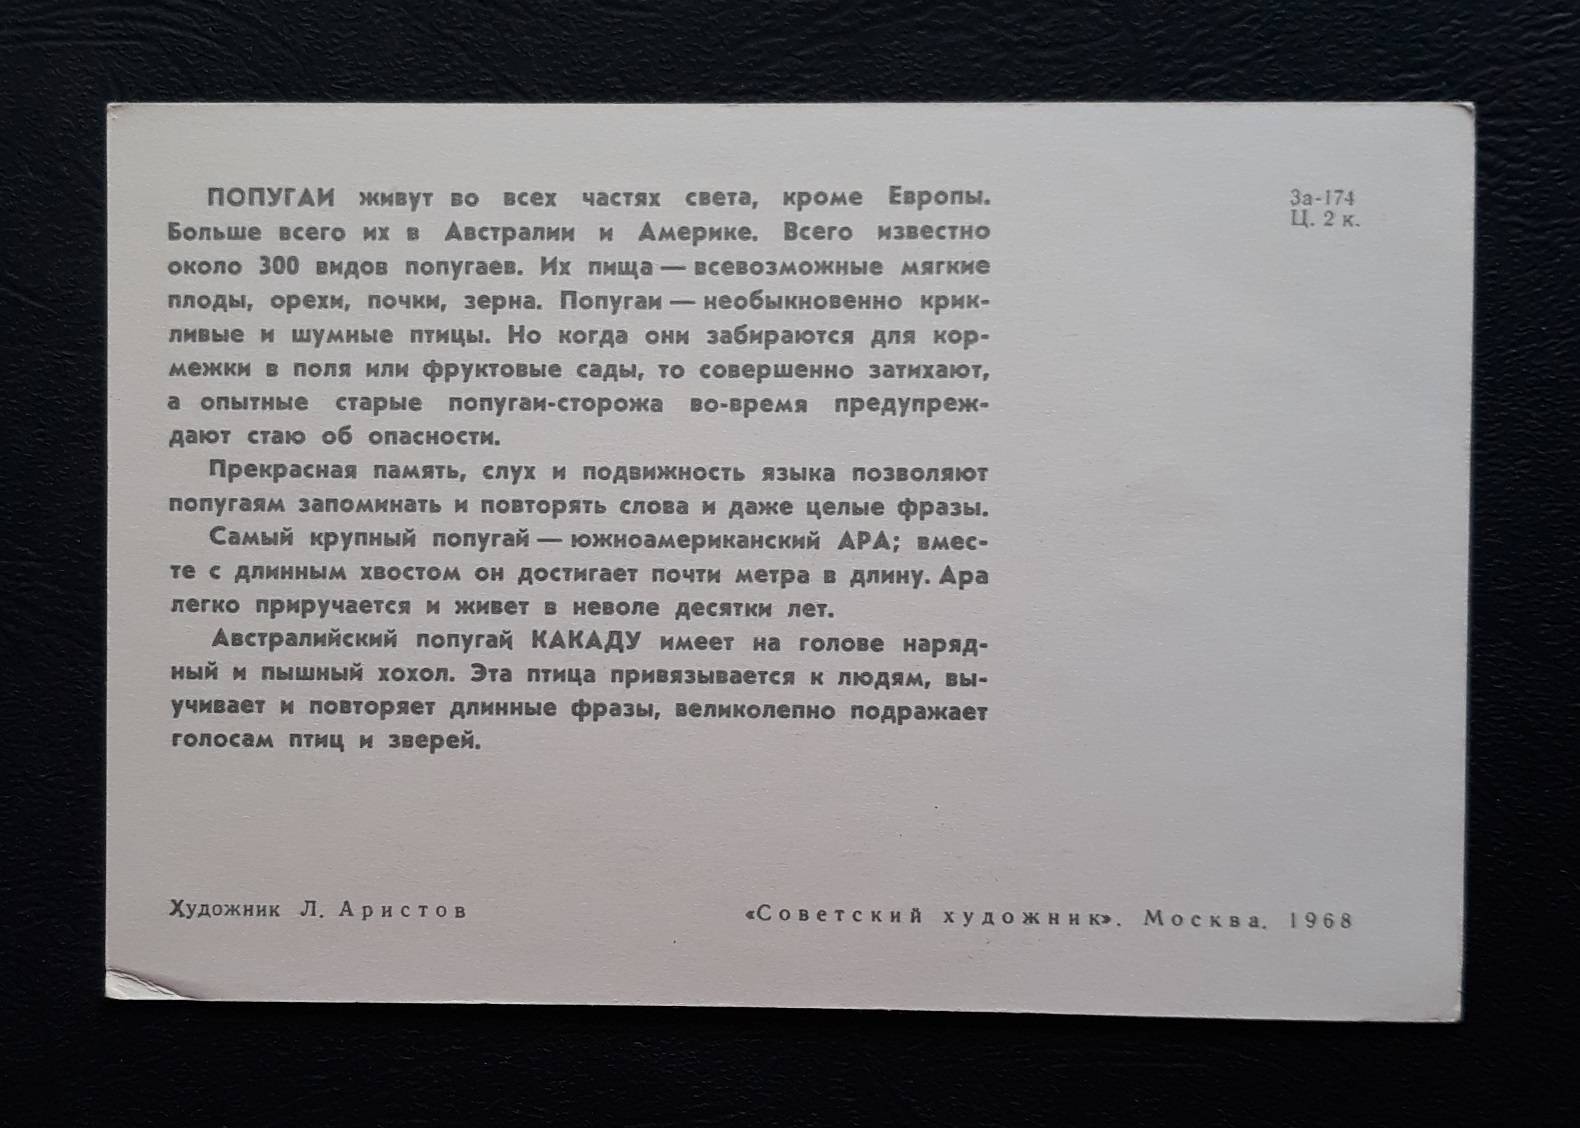 ПОПУГАИ живут во всех частях света, кроме Европы.
Больше всего их в Австралии и Америке. Всего известно
около 300 видов попугаев. Их пища — всевозможные мягкие
плоды, орехи, почки, зерна. Попугаи — необыкновенно крик-
ливые и шумные птицы. Но когда они забираются для кор-
межки в поля или фруктовые сады, то совершенно затихают,
а опытные старые попугаи-сторожа во-время предупреж-
дают стаю об опасности.
Прекрасная память, слух и подвижность языка позволяют
попугаям запоминать и повторять слова и даже целые фразы.
Самый крупный попугай — южноамериканский АРА; вмес-
те с длинным хвостом он достигает почти метра в длину. Ара
легко приручается и живет в неволе десятки лет.
Австралийский попугай КАКАДУ имеет на голове наряд-
ный и пышный хохол. Эта птица привязывается к людям, вы-
учивает и повторяет длинные фразы, великолепно подражает
голосам птиц и зверей.
За-174
Ц. 2 к.
Художник Л. Аристов
«Советский художник». Москва. 1968